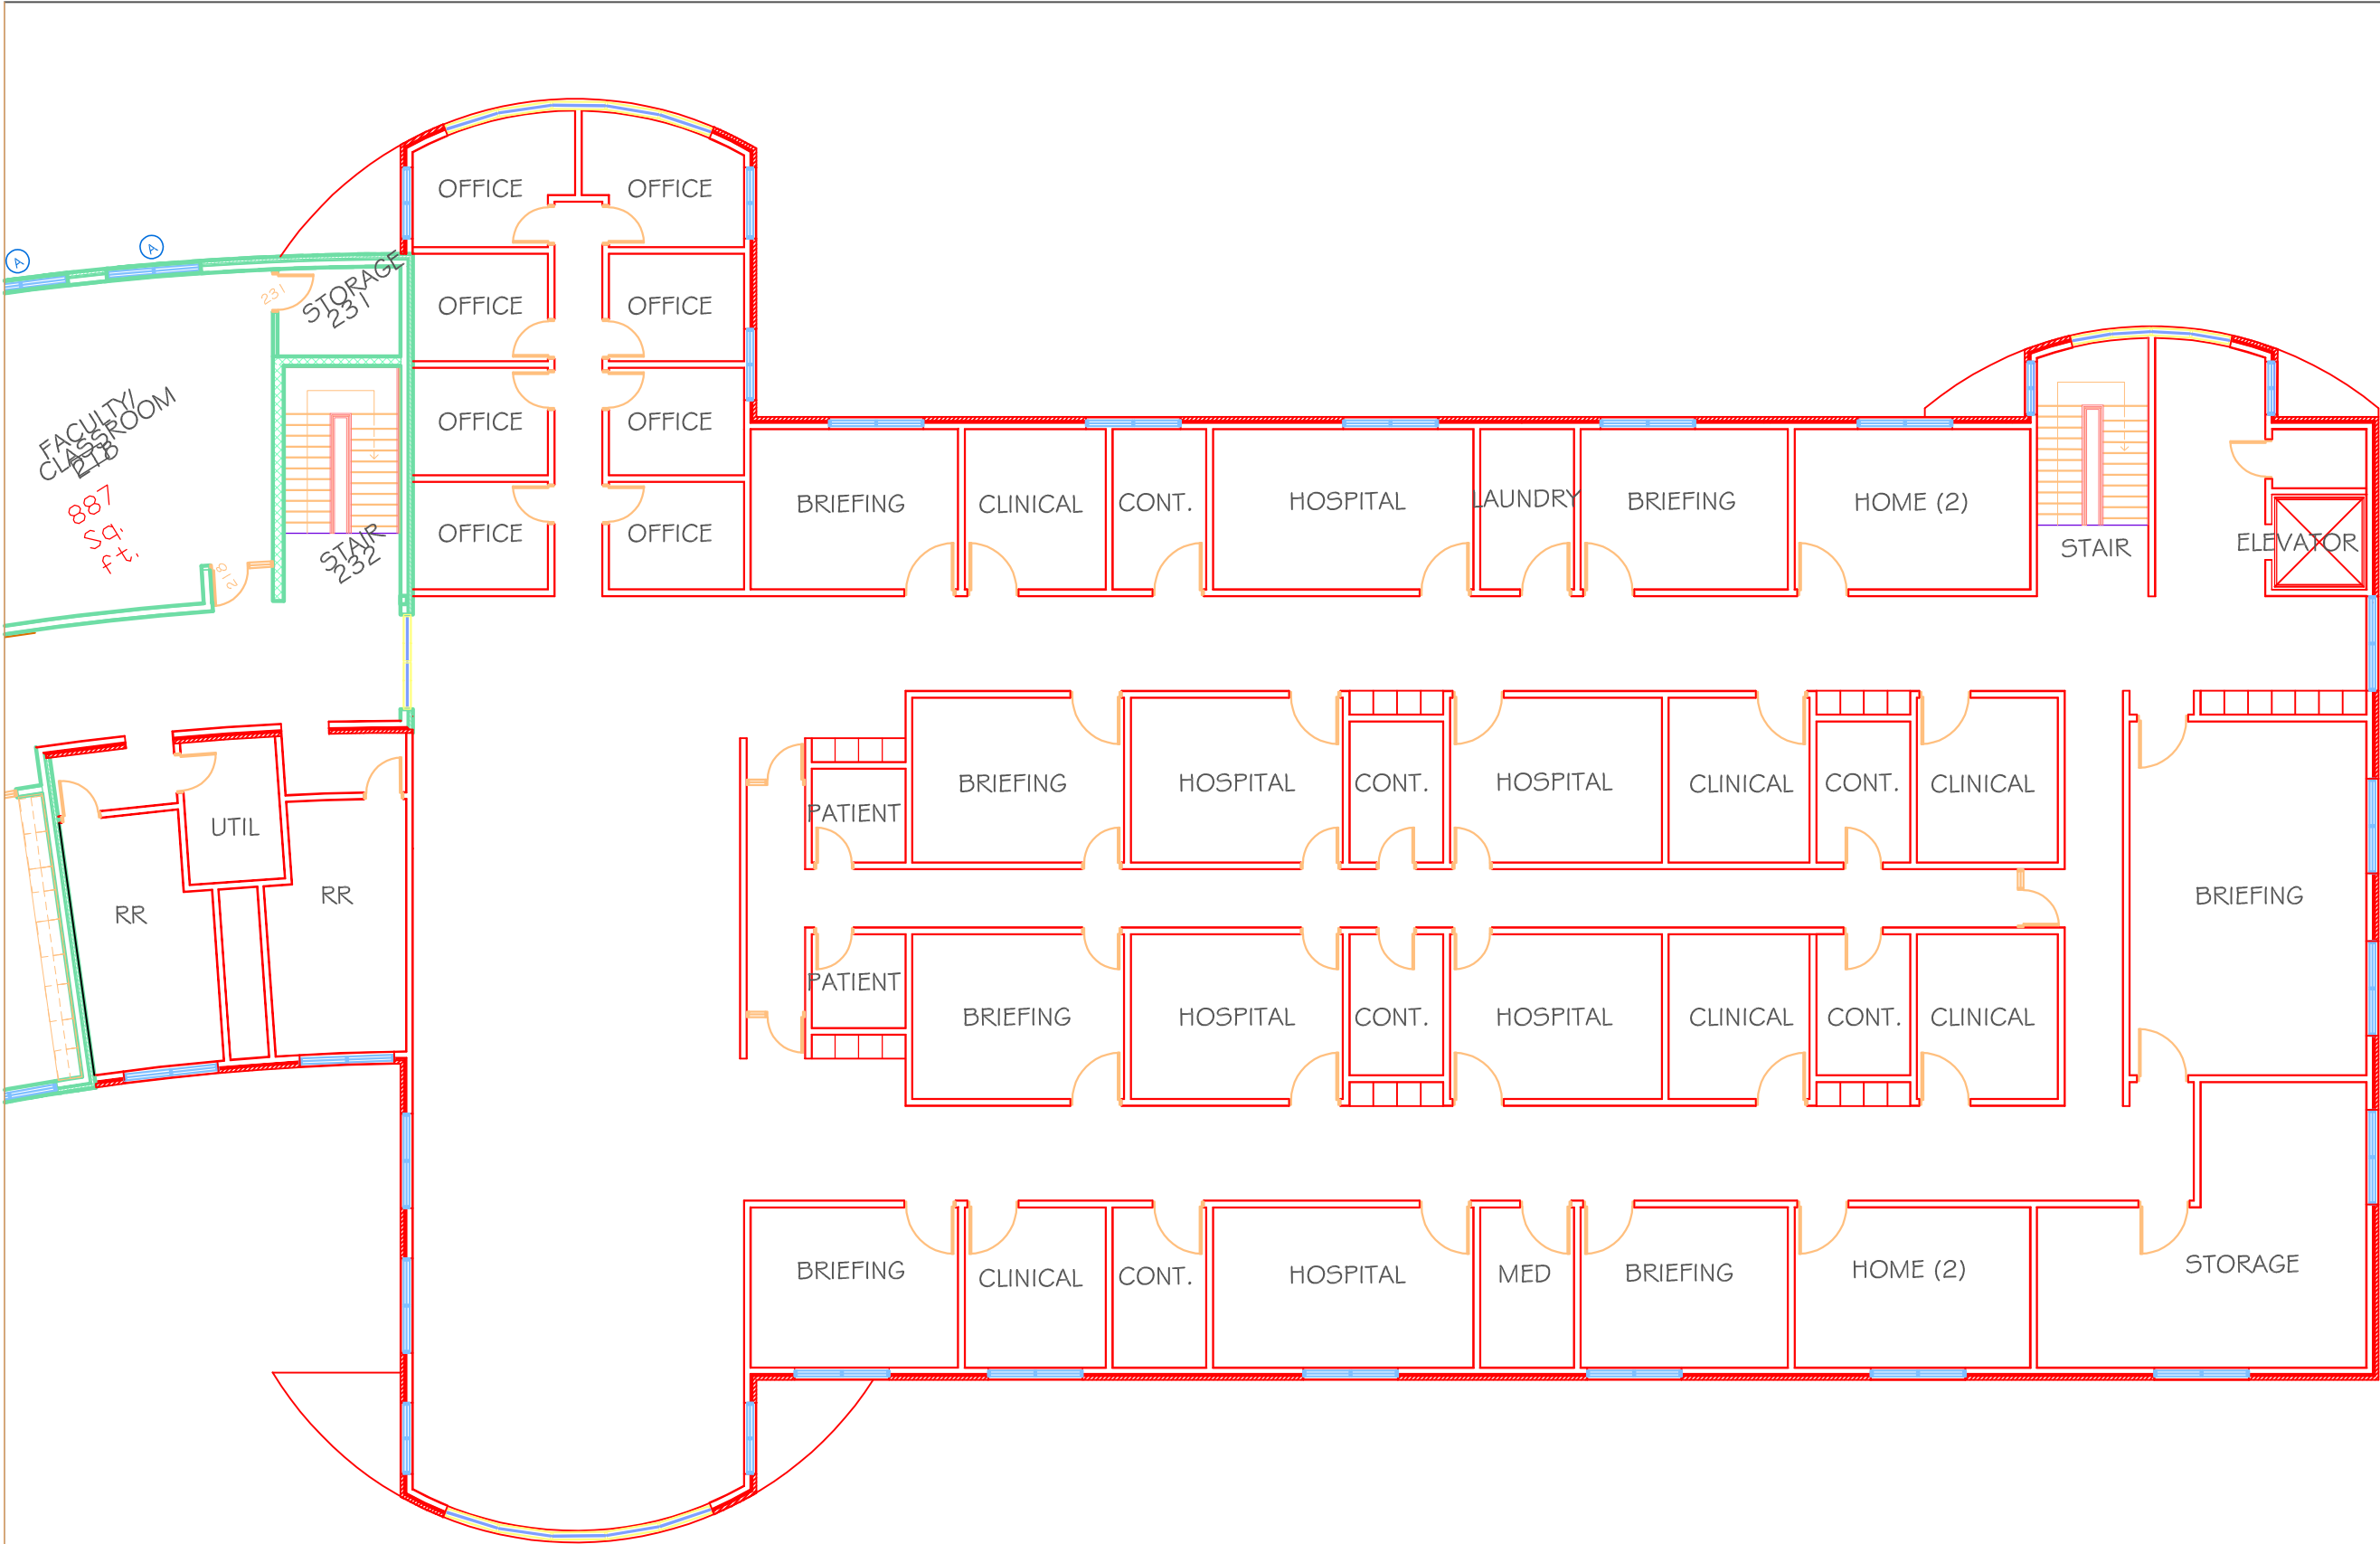 OFFICE OFFICE
A A
231
STORAGE
231
OFFICE OFFICE
FACULTY/
CLASSROOM
218
OFFICE OFFICE
887
sq.
ft.
STAIR
232
218
OFFICE OFFICE
BRIEFING CLINICAL CONT. HOSPITAL LAUNDRY BRIEFING HOME (2)
STAIR ELEVATOR
BRIEFING HOSPITAL CONT. HOSPITAL CLINICAL CONT. CLINICAL
PATIENT
UTIL
RR RR
BRIEFING
PATIENT
BRIEFING HOSPITAL CONT. HOSPITAL CLINICAL CONT. CLINICAL
BRIEFING CLINICAL CONT. HOSPITAL MED BRIEFING HOME (2) STORAGE